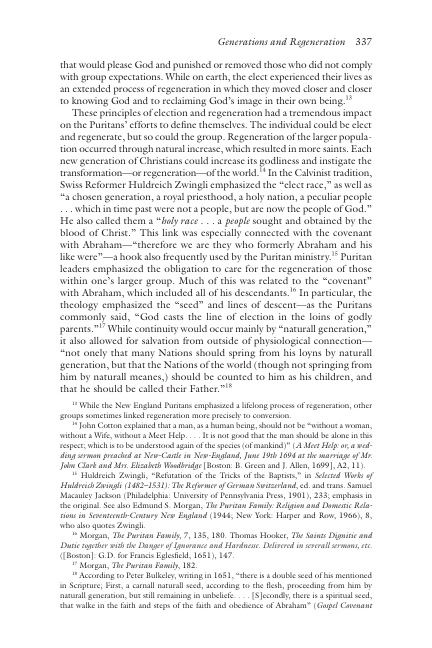 Generations and Regeneration 337
that would please God and punished or removed those who did not comply
with group expectations. While on earth, the elect experienced their lives as
an extended process of regeneration in which they moved closer and closer
to knowing God and to reclaiming God's image in their own being.13
These principles of election and regeneration had a tremendous impact
on the Puritans' efforts to define themselves. The individual could be elect
and regenerate, but so could the group. Regeneration of the larger popula-
tion occurred through natural increase, which resulted in more saints. Each
new generation of Christians could increase its godliness and instigate the
transformation—or regeneration—of the world.14 In the Calvinist tradition,
Swiss Reformer Huldreich Zwingli emphasized the "elect race," as well as
"a chosen generation, a royal priesthood, a holy nation, a peculiar people
. . . which in time past were not a people, but are now the people of God."
He also called them a "holy race . . . a people sought and obtained by the
blood of Christ." This link was especially connected with the covenant
with Abraham—"therefore we are they who formerly Abraham and his
like were"—a hook also frequently used by the Puritan ministry.15 Puritan
leaders emphasized the obligation to care for the regeneration of those
within one's larger group. Much of this was related to the "covenant"
with Abraham, which included all of his descendants.16 In particular, the
theology emphasized the "seed" and lines of descent—as the Puritans
commonly said, "God casts the line of election in the loins of godly
parents."17 While continuity would occur mainly by "naturall generation,"
it also allowed for salvation from outside of physiological connection—
"not onely that many Nations should spring from his loyns by naturall
generation, but that the Nations of the world (though not springing from
him by naturall meanes,) should be counted to him as his children, and
that he should be called their Father."18
13 While the New England Puritans emphasized a lifelong process of regeneration, other
groups sometimes linked regeneration more precisely to conversion.
14 John Cotton explained that a man, as a human being, should not be "without a woman,
without a Wife, without a Meet Help. . . . It is not good that the man should be alone in this
respect; which is to be understood again of the species (of mankind)" (A Meet Help: or, a wed-
ding sermon preached at New-Castle in New-England, June 19th 1694 at the marriage of Mr.
John Clark and Mrs. Elizabeth Woodbridge [Boston: B. Green and J. Allen, 1699], A2, 11).
15 Huldreich Zwingli, "Refutation of the Tricks of the Baptists," in Selected Works of
Huldreich Zwingli (1482–1531): The Reformer of German Switzerland, ed. and trans. Samuel
Macauley Jackson (Philadelphia: University of Pennsylvania Press, 1901), 233; emphasis in
the original. See also Edmund S. Morgan, The Puritan Family: Religion and Domestic Rela-
tions in Seventeenth-Century New England (1944; New York: Harper and Row, 1966), 8,
who also quotes Zwingli.
16 Morgan, The Puritan Family, 7, 135, 180. Thomas Hooker, The Saints Dignitie and
Dutie together with the Danger of Ignorance and Hardnesse. Delivered in severall sermons, etc.
([Boston]: G.D. for Francis Eglesfield, 1651), 147.
17 Morgan, The Puritan Family, 182.
18 According to Peter Bulkeley, writing in 1651, "there is a double seed of his mentioned
in Scripture; First, a carnall naturall seed, according to the flesh, proceeding from him by
naturall generation, but still remaining in unbeliefe. . . . [S]econdly, there is a spiritual seed,
that walke in the faith and steps of the faith and obedience of Abraham" (Gospel Covenant